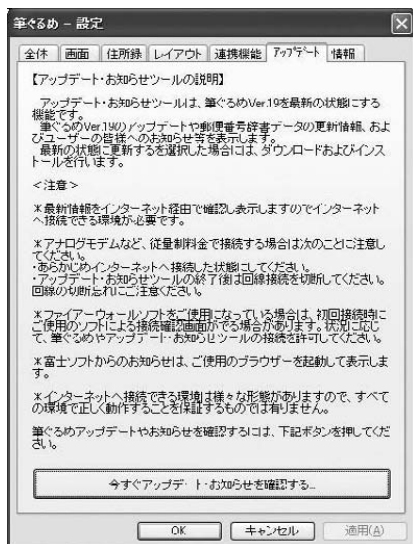 筆ぐるめ - 設定
全体 画面 住所録 レイアウト 連携機能 アップデート 情報
【アップデート・お知らせツールの説明】
アップデート・お知らせツールは、筆ぐるめVer.19を最新の状態にする
機能です。
筆ぐるめVer.19のアップデートや郵便番号辞書データの更新情報、およ
びユーザーの皆様へのお知らせ等を表示します。
最新の状態に更新するを選択した場合には、ダウンロードおよびインス
トールを行います。
<注意>
*最新情報をインターネット経由で確認し表示しますのでインターネット
へ接続できる環境が必要です。
*アナログモデムなど、従量制料金で接続する場合は次のことに注意し
てください。
・あらかじめインターネットへ接続した状態にしてください。
・アップデート・お知らせツールの終了後は回線接続を切断してください。
回線の切断忘れにご注意ください。
*ファイアーウォールソフトをご使用になっている場合は、初回接続時に
ご使用のソフトによる接続確認画面がでる場合があります。状況に応じ
て、筆ぐるめやアップデート・お知らせツールの接続を許可してください。
*富士ソフトからのお知らせは、ご使用のブラウザーを起動して表示しま
す。
*インターネットへ接続できる環境は様々な形態がありますので、すべて
の環境で正しく動作することを保証するものでは有りません。
筆ぐるめアップデートやお知らせを確認するには、下記ボタンを押してくだ
さい。
今すぐアップデート・お知らせを確認する...
OK キャンセル 適用(A)